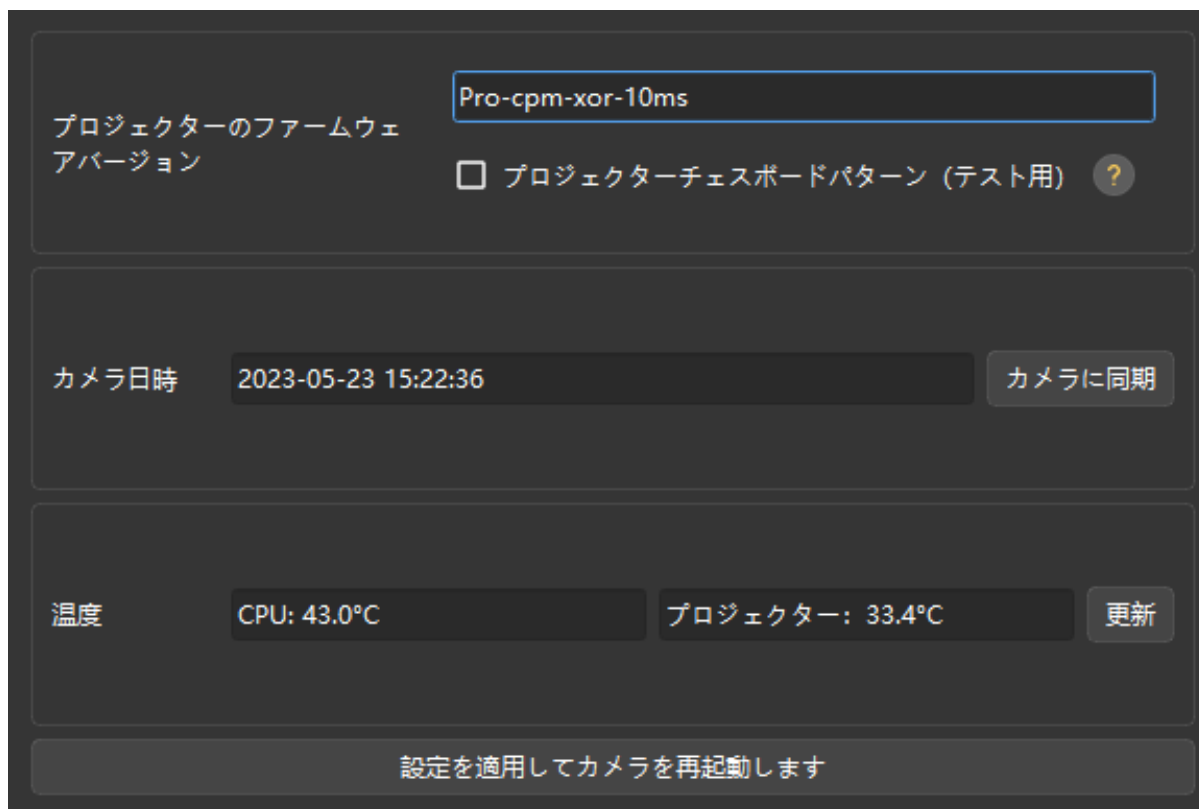 Pro-cpm-xor-10ms
プロジェクターのファームウェ
アバージョン
プロジェクターチェスボードパターン (テスト用) ?
カメラ日時 2023-05-23 15:22:36 カメラに同期
温度 CPU: 43.0°C プロジェクター: 33.4°C 更新
設定を適用してカメラを再起動します